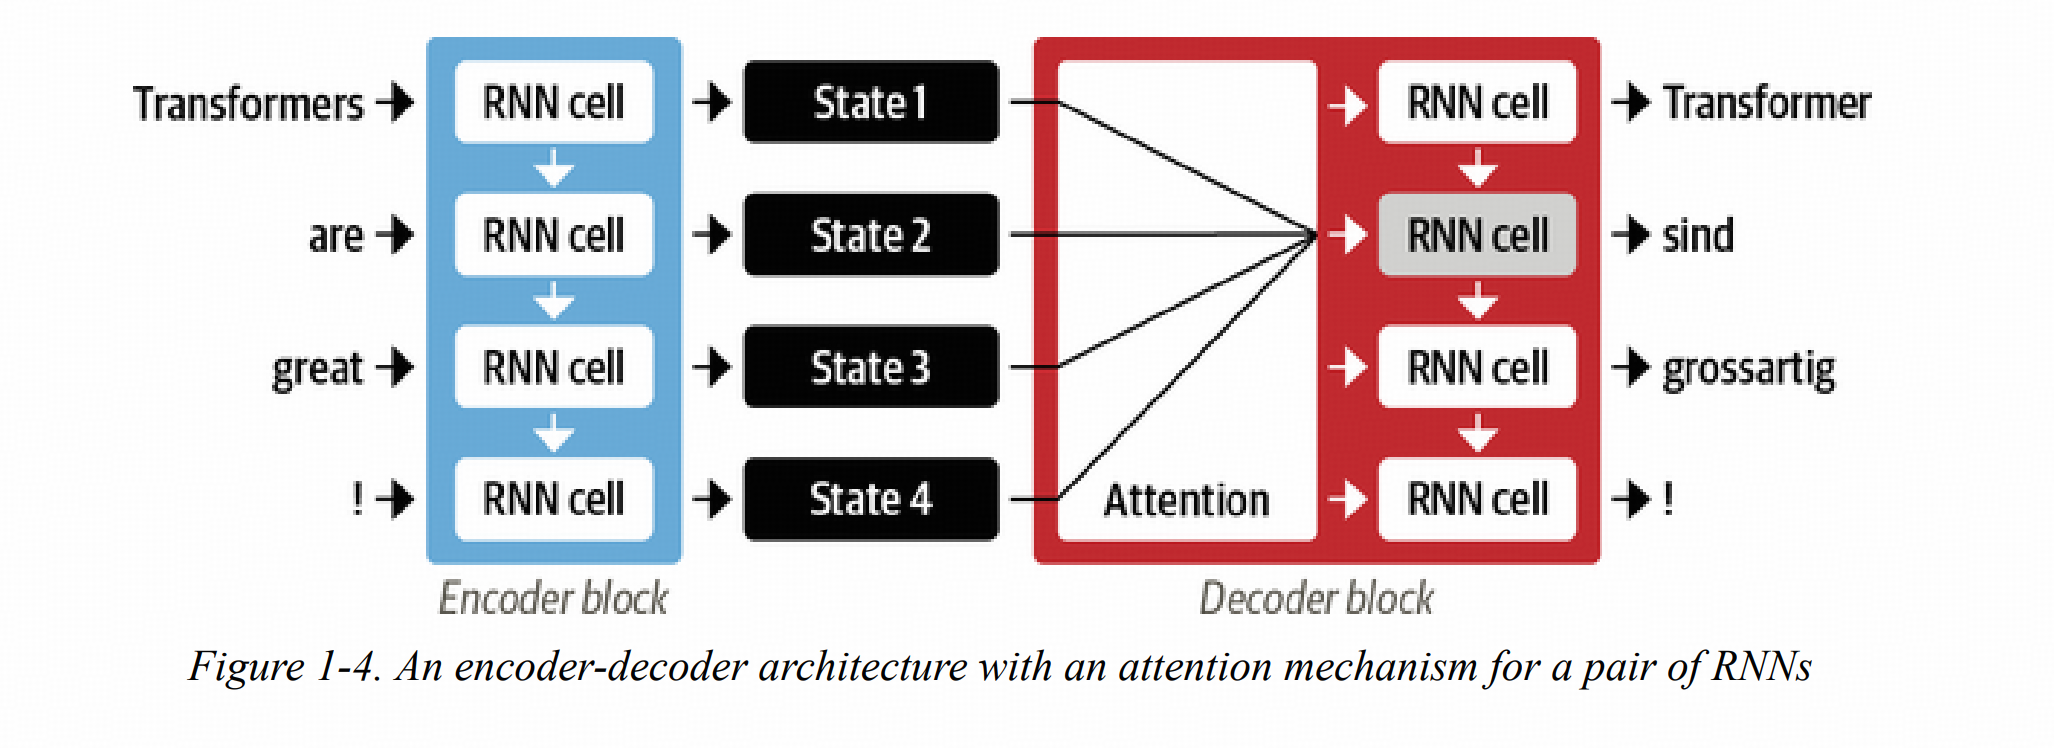 Transformers RNN cell State 1 RNN cell Transformer
are RNN cell State 2 RNN cell sind
great RNN cell State 3 RNN cell grossartig
! RNN cell State 4 Attention RNN cell !
Encoder block Decoder block
Figure 1-4. An encoder-decoder architecture with an attention mechanism for a pair of RNNs